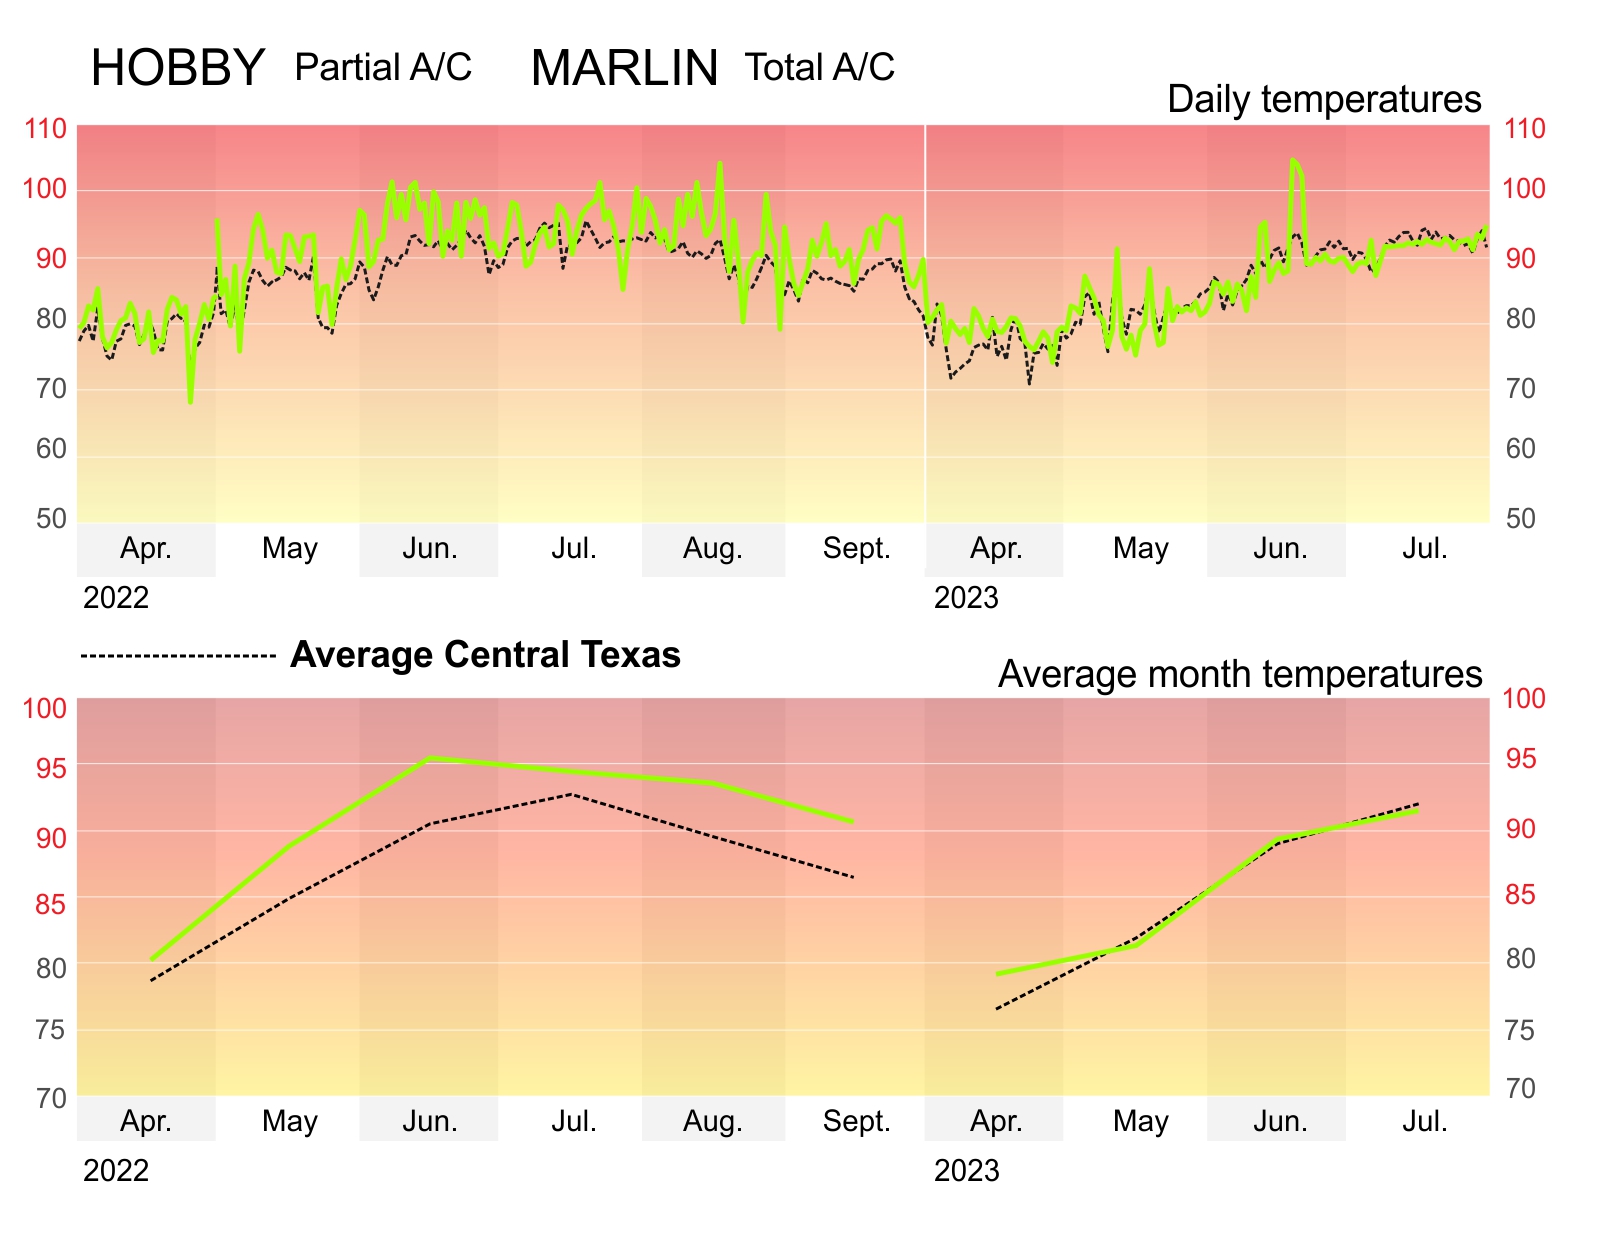 HOBBY Partial A/C MARLIN Total A/C
Daily temperatures
110 110
100 100
90 90
80 80
70 70
60 60
50 50
Apr. May Jun. Jul. Aug. Sept. Apr. May Jun. Jul.
2022 2023
Average Central Texas
Average month temperatures
100 100
95 95
90 90
85 85
80 80
75 75
70 70
Apr. May Jun. Jul. Aug. Sept. Apr. May Jun. Jul.
2022 2023